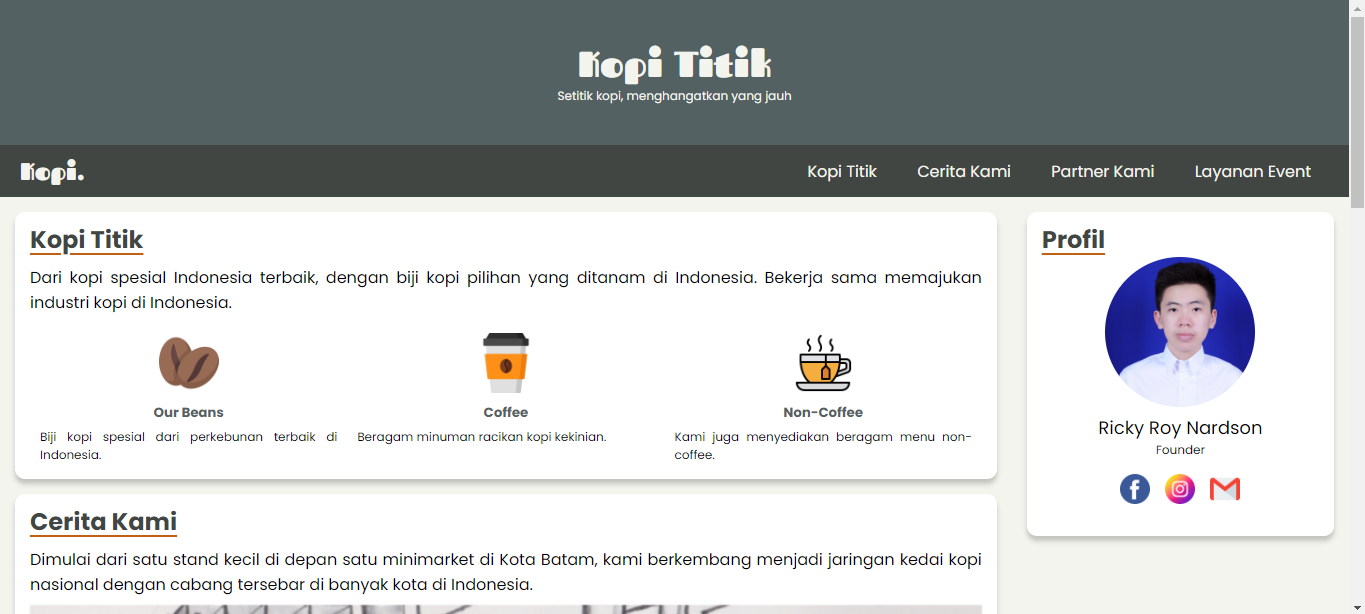 Kopi Titik
Setitik kopi, menghangatkan yang jauh
Kopi.
Kopi Titik
Cerita Kami
Partner Kami
Layanan Event
Kopi Titik
Dari kopi spesial Indonesia terbaik, dengan biji kopi pilihan yang ditanam di Indonesia. Bekerja sama memajukan
industri kopi di Indonesia.
Our Beans
Biji kopi spesial dari perkebunan terbaik di
Indonesia.
Coffee
Beragam minuman racikan kopi kekinian.
Non-Coffee
Kami juga menyediakan beragam menu non-
coffee.
Cerita Kami
Dimulai dari satu stand kecil di depan satu minimarket di Kota Batam, kami berkembang menjadi jaringan kedai kopi
nasional dengan cabang tersebar di banyak kota di Indonesia.
Profil
Ricky Roy Nardson
Founder